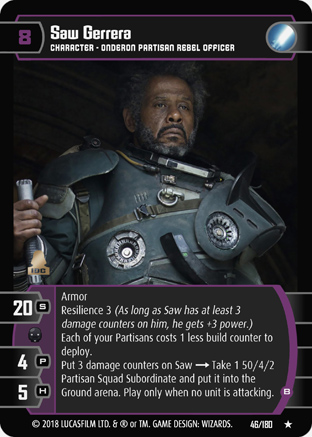 8 Saw Gerrera
CHARACTER - ONDERON PARTISAN REBEL OFFICER
20 S
4 P
5 H
Armor
Resilience 3 (As long as Saw has at least 3
damage counters on him, he gets +3 power.)
Each of your Partisans costs 1 less build counter to
deploy.
Put 3 damage counters on Saw → Take 1 50/4/2
Partisan Squad Subordinate and put it into the
Ground arena. Play only when no unit is attacking. B
© 2018 LUCASFILM LTD. & ® or TM. GAME DESIGN: WIZARDS. 46/180 ★